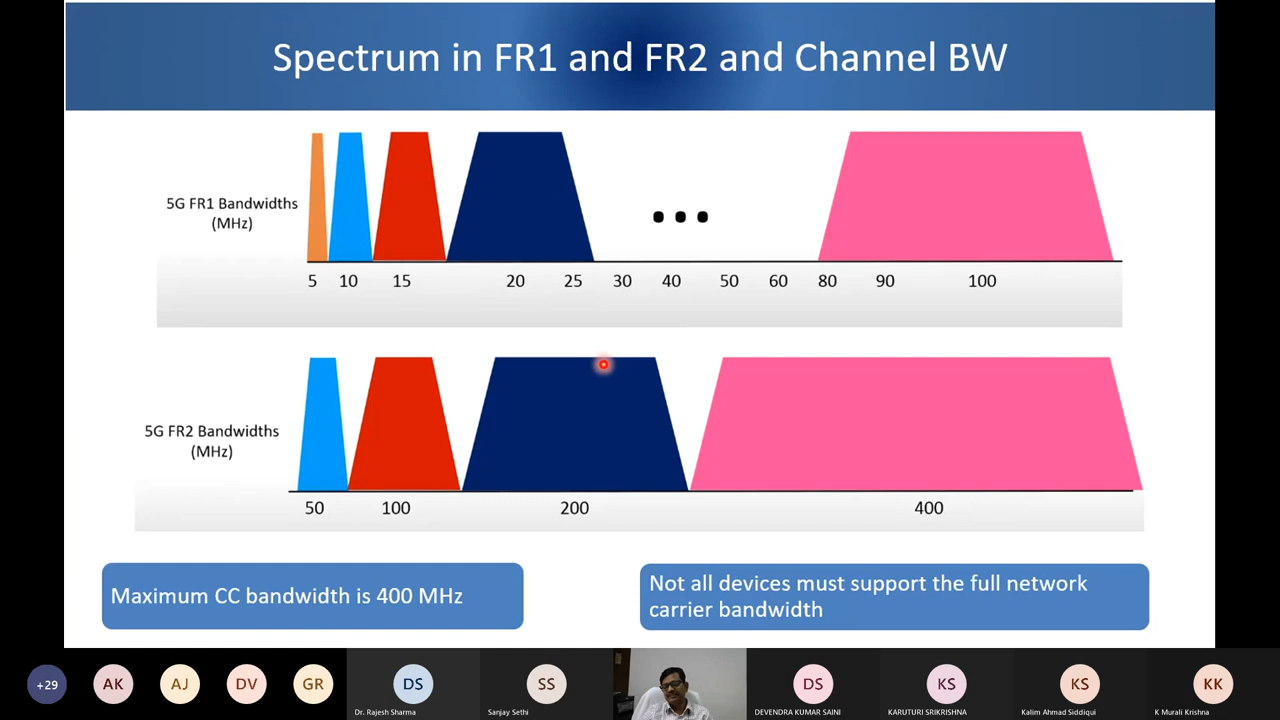 Spectrum in FR1 and FR2 and Channel BW
5G FR1 Bandwidths
(MHz)
5 10 15 20 25 30 40 50 60 80 90 100
5G FR2 Bandwidths
(MHz)
50 100 200 400
Maximum CC bandwidth is 400 MHz
Not all devices must support the full network
carrier bandwidth
+29 AK AJ DV GR DS SS DS KS KS KK
Dr. Rajesh Sharma Sanjay Sethi DEVENDRA KUMAR SAINI KARUTURI SRIKRISHNA Kalim Ahmad Siddiqui K Murali Krishna